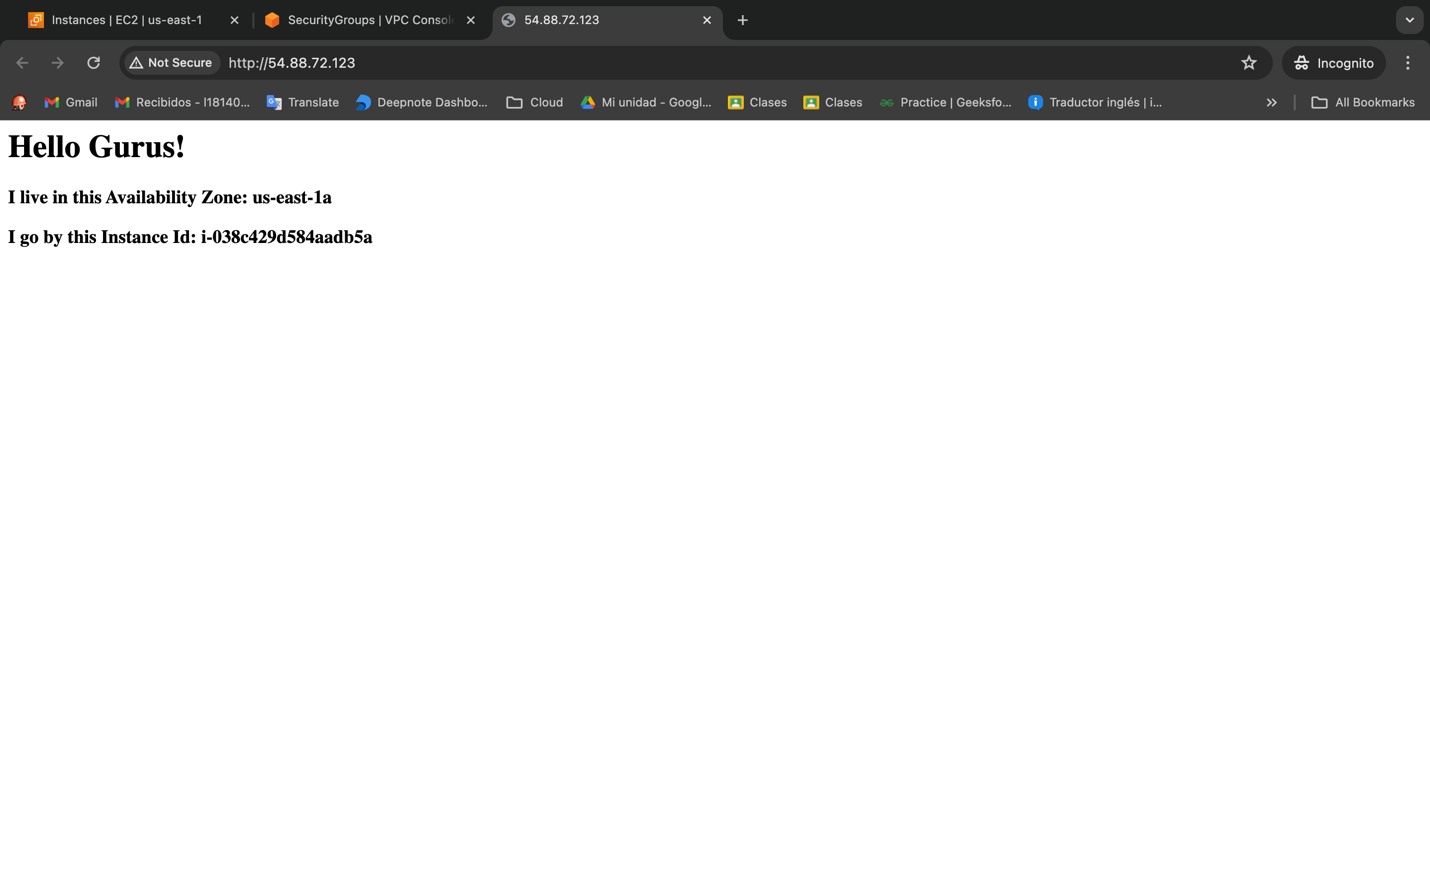 Instances | EC2 | us-east-1
SecurityGroups | VPC Consol
54.88.72.123
Not Secure
http://54.88.72.123
Incognito
Gmail
Recibidos - l18140...
Translate
Deepnote Dashbo...
Cloud
Mi unidad - Googl...
Clases
Clases
Practice | Geeksfo...
Traductor inglés | i...
All Bookmarks
Hello Gurus!
I live in this Availability Zone: us-east-1a
I go by this Instance Id: i-038c429d584aadb5a